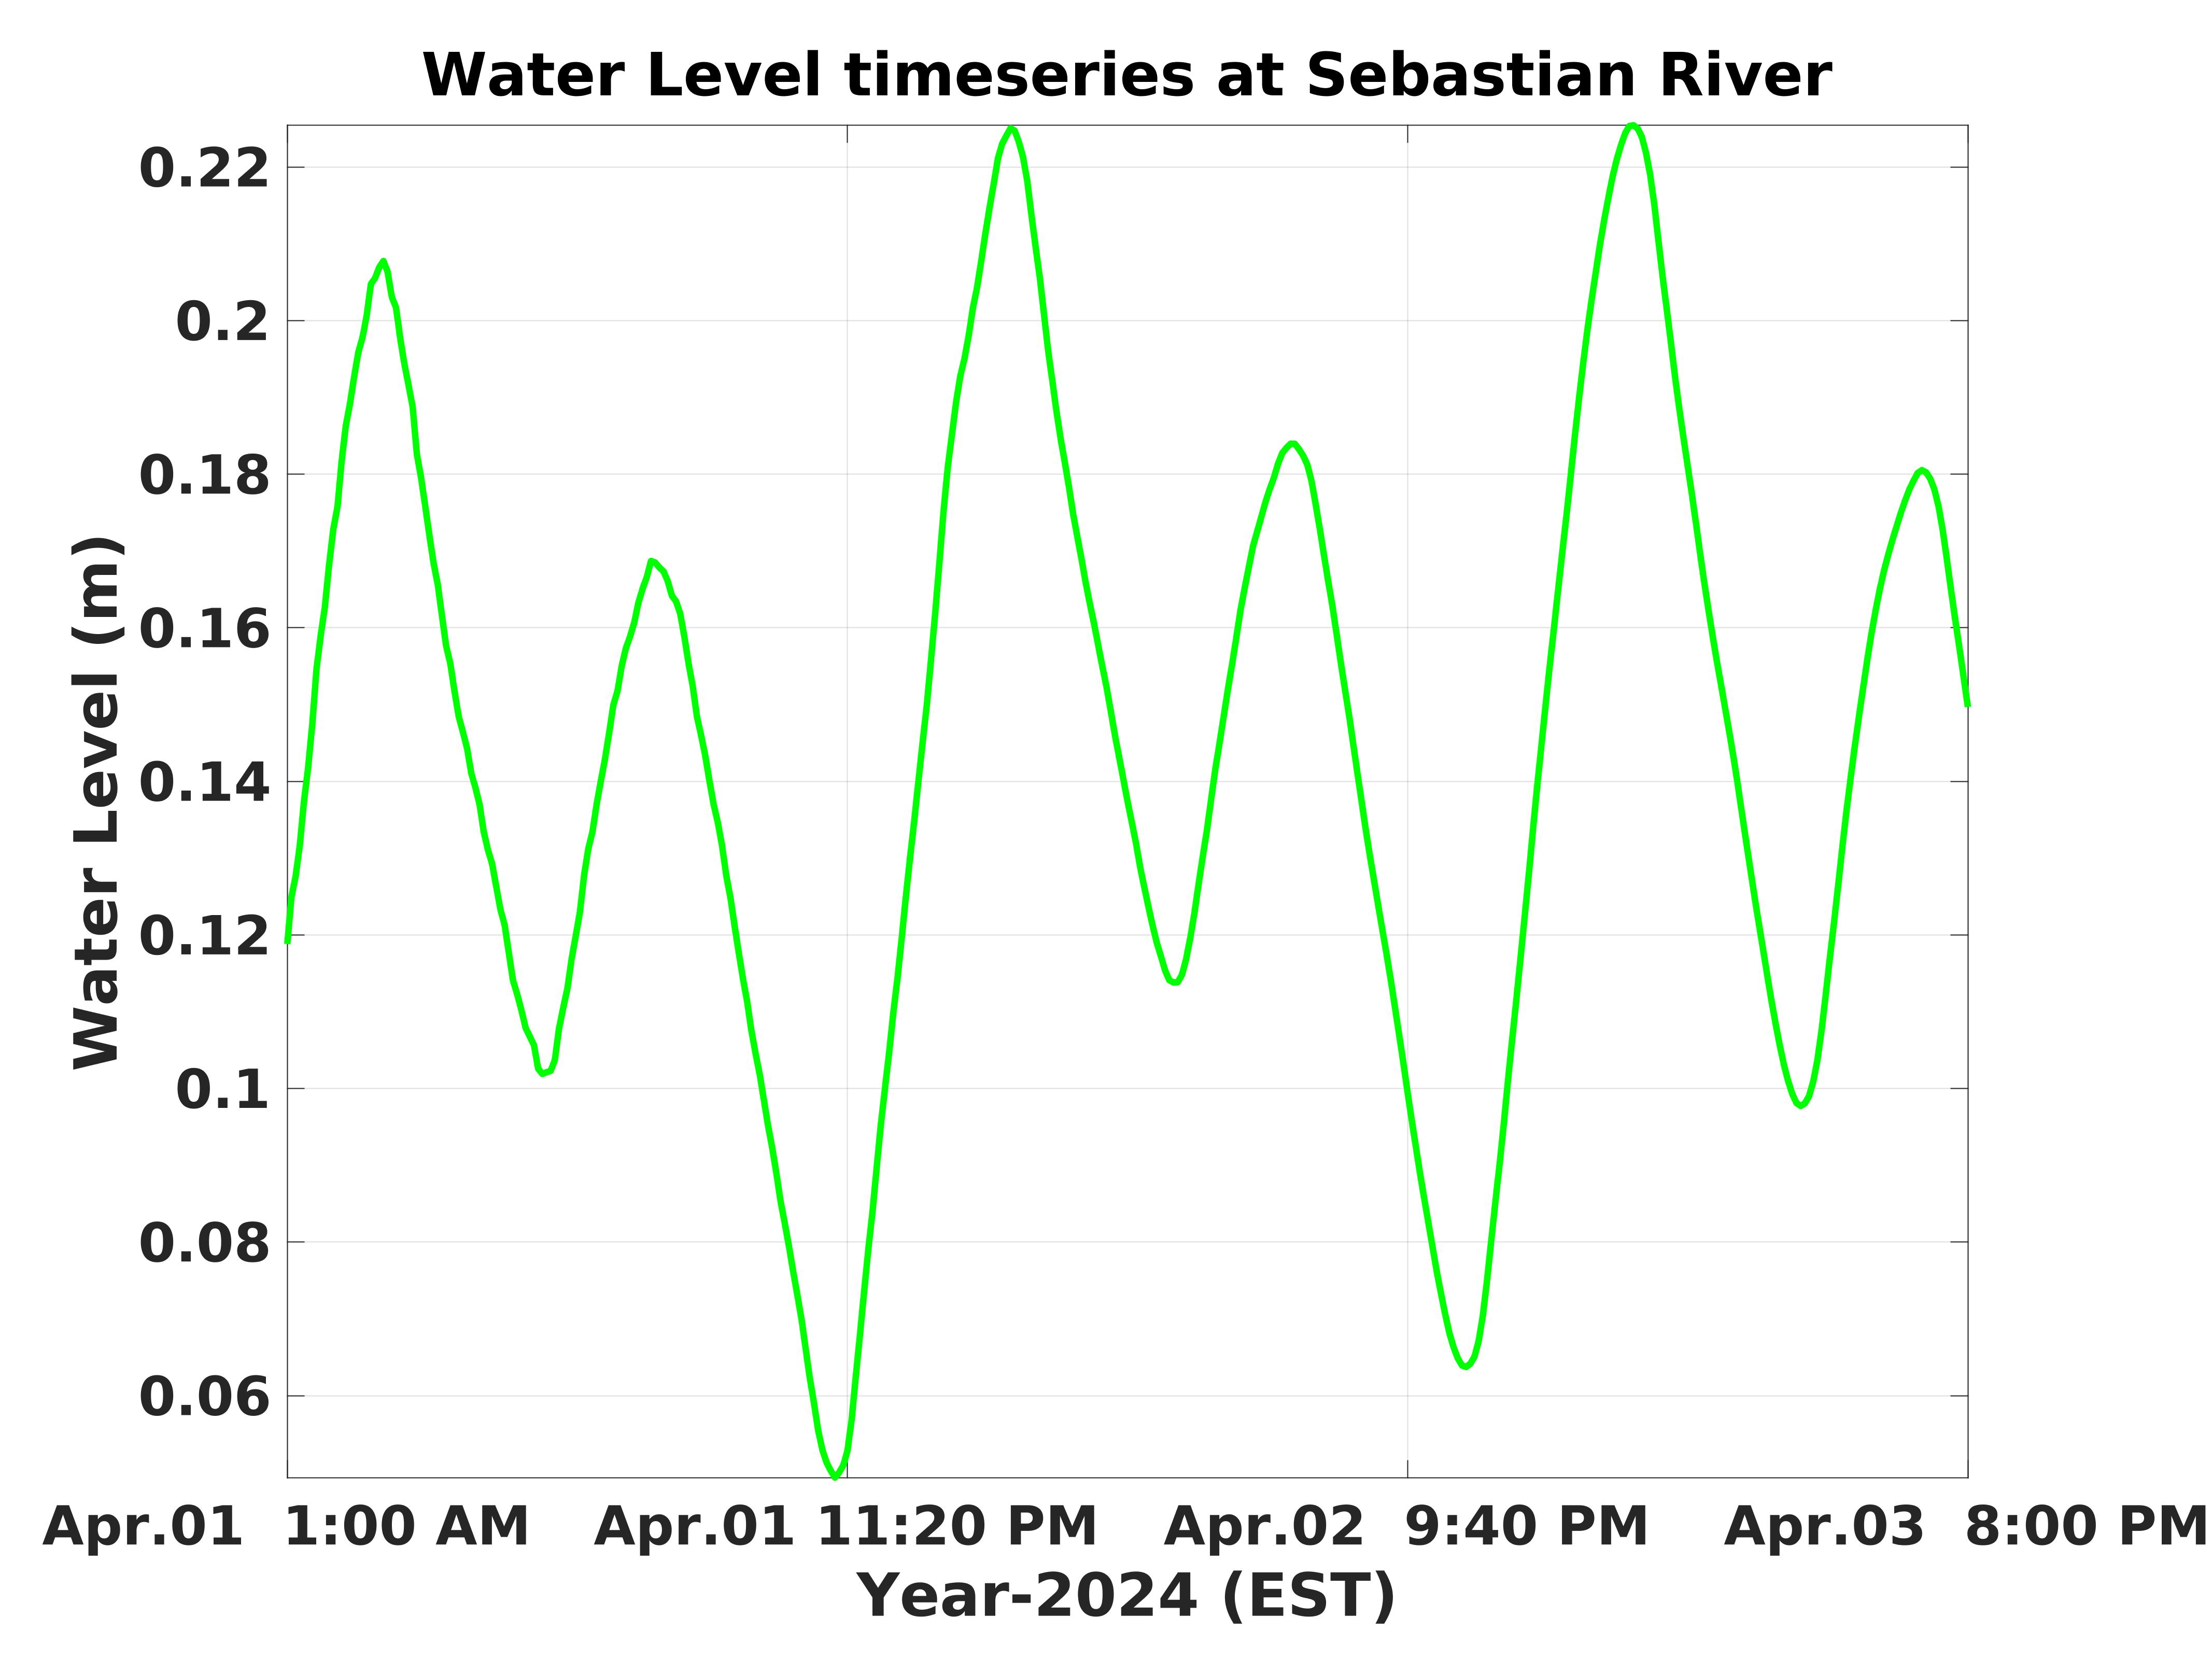 Water Level timeseries at Sebastian River
Water Level (m)
0.22
0.2
0.18
0.16
0.14
0.12
0.1
0.08
0.06
Apr.01 1:00 AM Apr.01 11:20 PM Apr.02 9:40 PM Apr.03 8:00 PM
Year-2024 (EST)